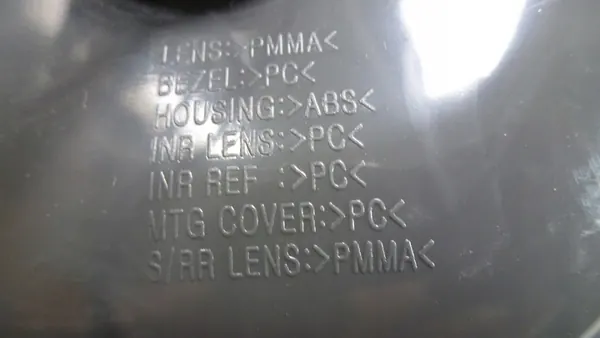 LENS:>PMMA<
BEZEL:>PC<
HOUSING:>ABS<
INR LENS:>PC<
INR REF :>PC<
MTG COVER:>PC<
S/RR LENS:>PMMA<